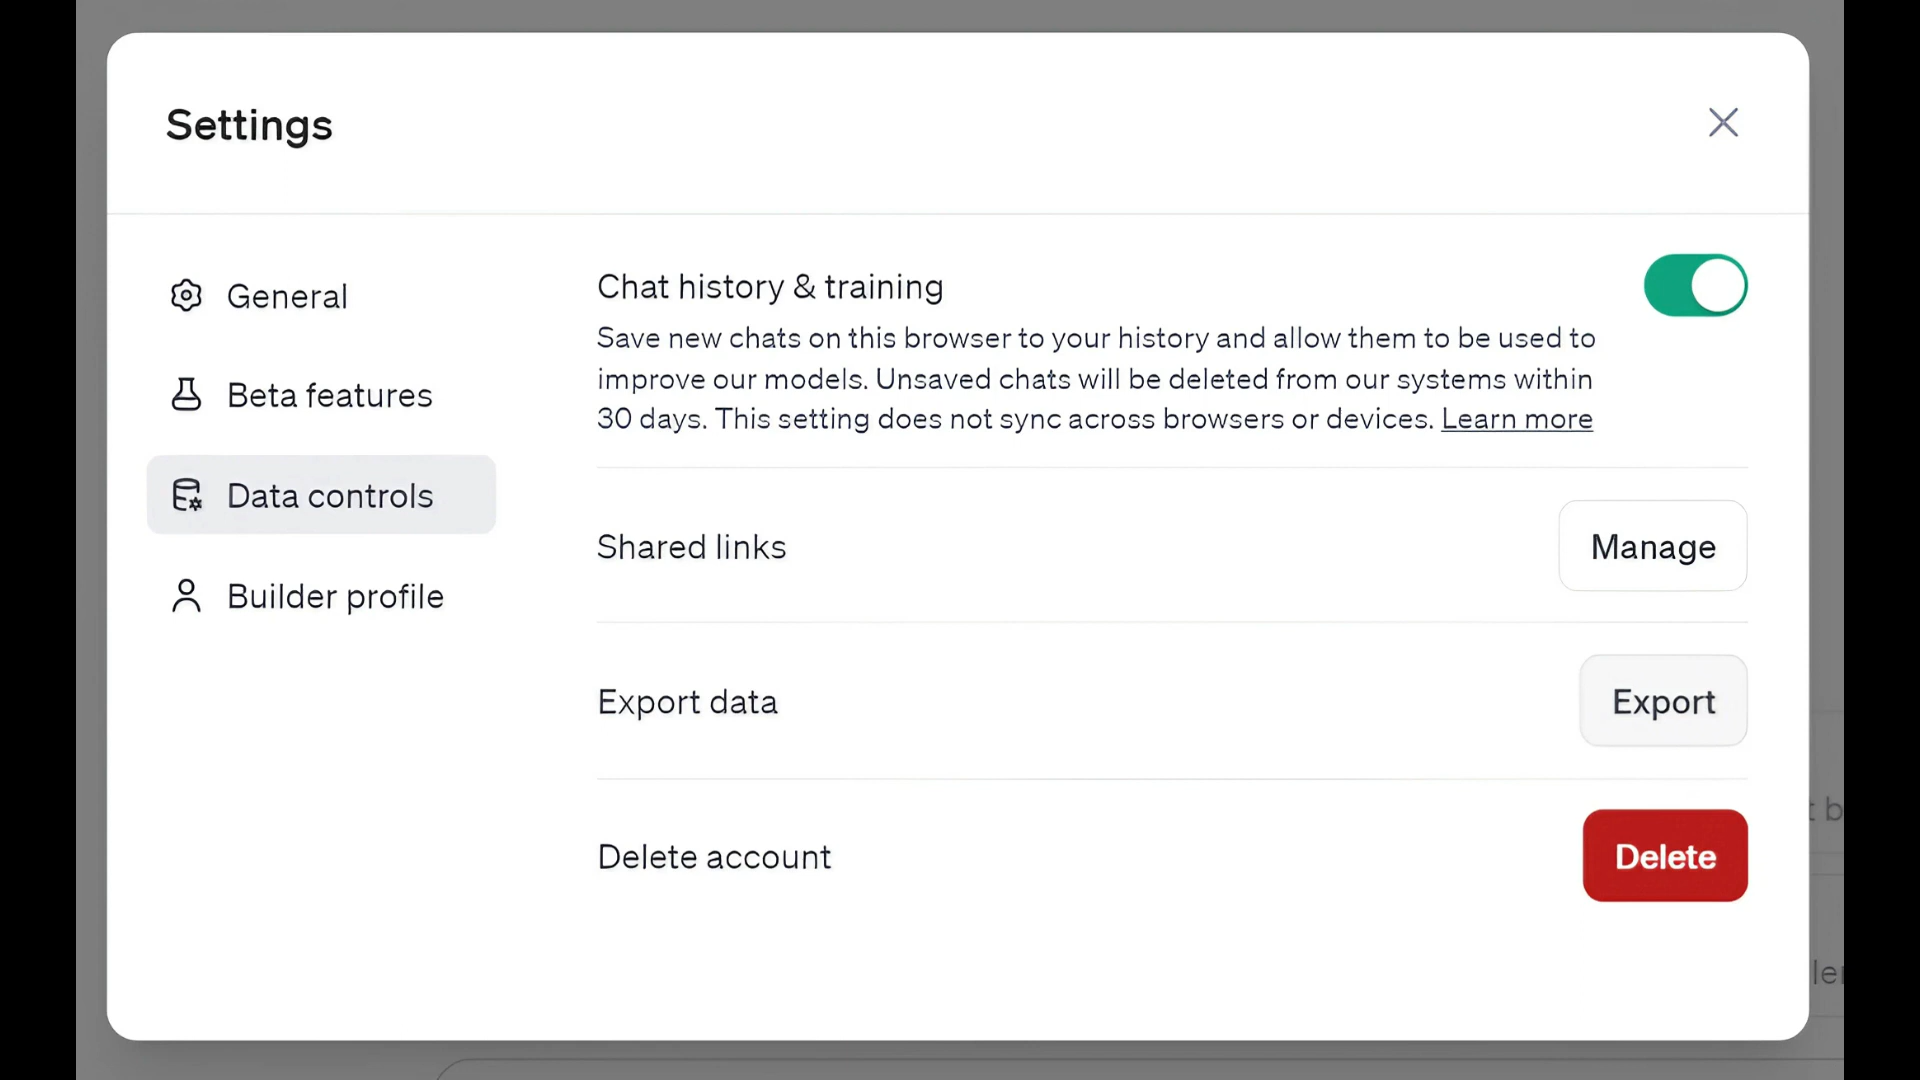 Settings
General
Beta features
Data controls
Builder profile
Chat history & training
Save new chats on this browser to your history and allow them to be used to
improve our models. Unsaved chats will be deleted from our systems within
30 days. This setting does not sync across browsers or devices. Learn more
Shared links
Manage
Export data
Export
Delete account
Delete